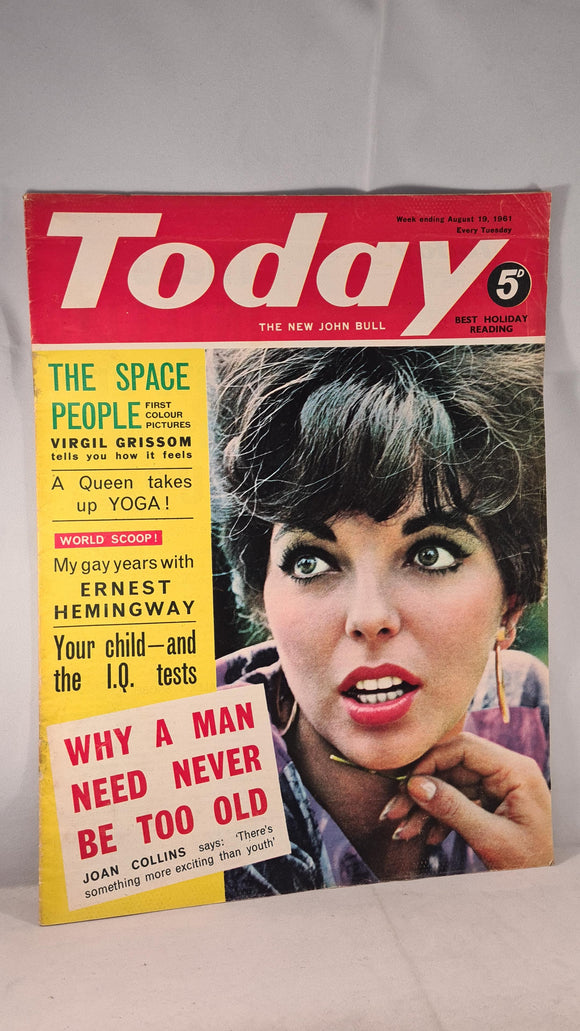 Week ending August 19, 1961
Every Tuesday
Today
5D
THE NEW JOHN BULL
BEST HOLIDAY
READING
THE SPACE
PEOPLE
FIRST
COLOUR
PICTURES
VIRGIL GRISSOM
tells you how it feels
A Queen takes
up YOGA!
WORLD SCOOP!
My gay years with
ERNEST
HEMINGWAY
Your child—and
the I.Q. tests
WHY A MAN
NEED NEVER
BE TOO OLD
JOAN COLLINS says: 'There's
something more exciting than youth'